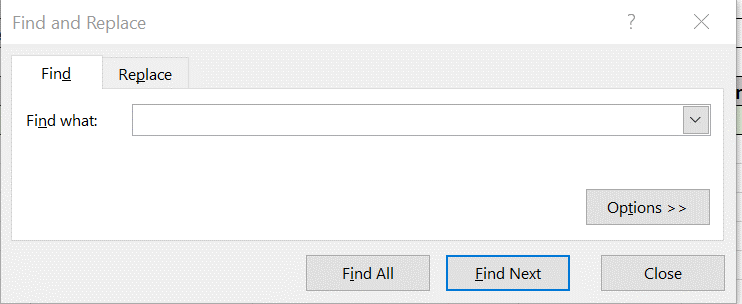 Find and Replace ?
Find Replace
Find what:
Options >>
Find All Find Next Close
r